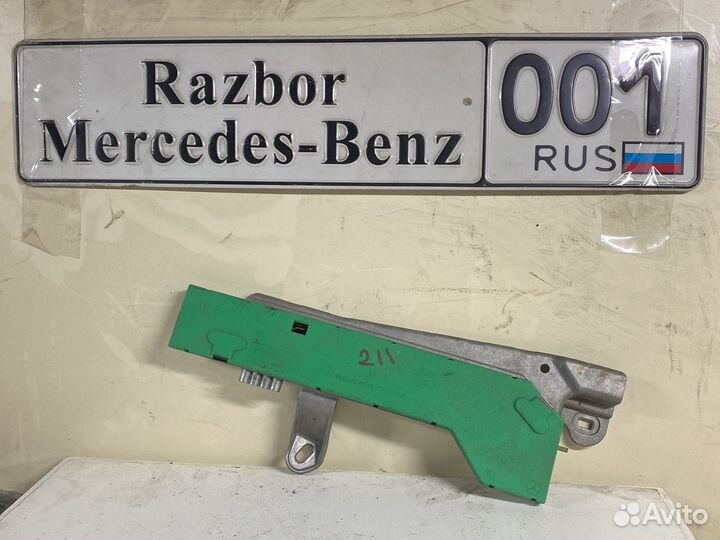 Razbor
Mercedes-Benz
001
RUS
211
Avito